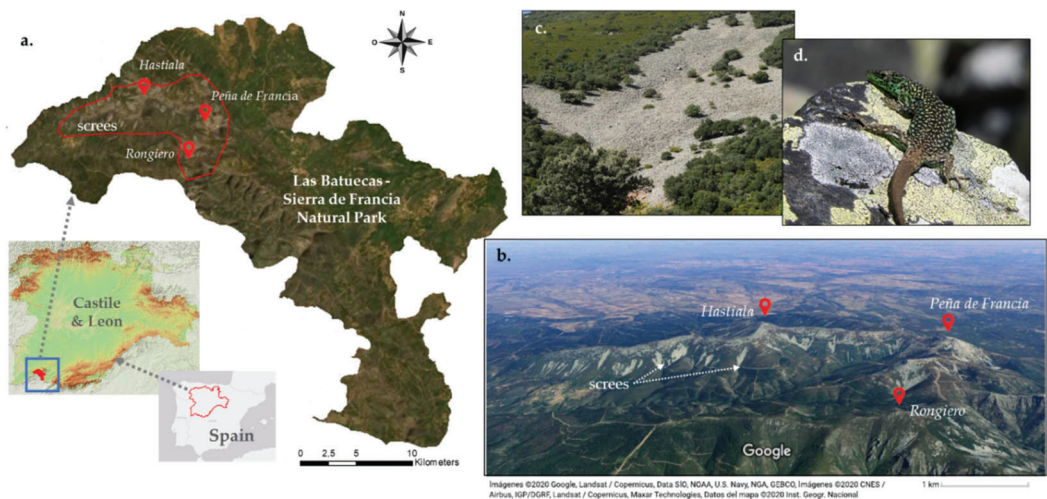 a.
N
O
E
S
Hastiala
Peña de Francia
screes
Rongiero
Las Batuecas -
Sierra de Francia
Natural Park
Castile
& Leon
Spain
0 2,5 5 10
Kilometers
c.
d.
b.
Hastiala
Peña de Francia
screes
Rongiero
Google
Imágenes ©2020 Google, Landsat / Copernicus, Data SIO, NOAA, U.S. Navy, NGA, GEBCO, Imágenes ©2020 CNES /
Airbus, IGP/DGRF, Landsat / Copernicus, Maxar Technologies, Datos del mapa ©2020 Inst. Geogr. Nacional
1 km